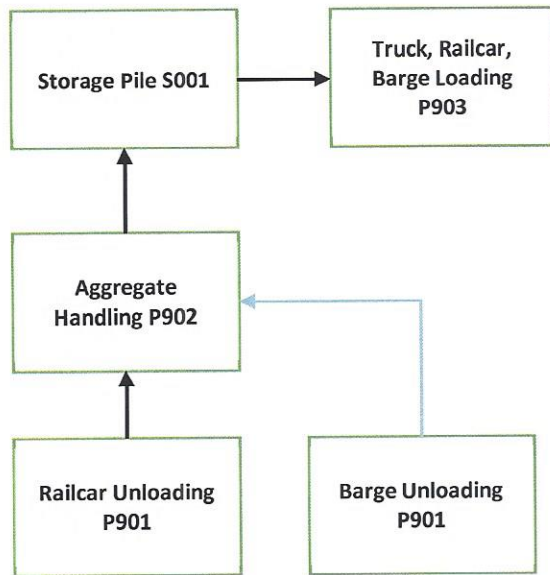 Storage Pile S001
Truck, Railcar,
Barge Loading
P903
Aggregate
Handling P902
Railcar Unloading
P901
Barge Unloading
P901